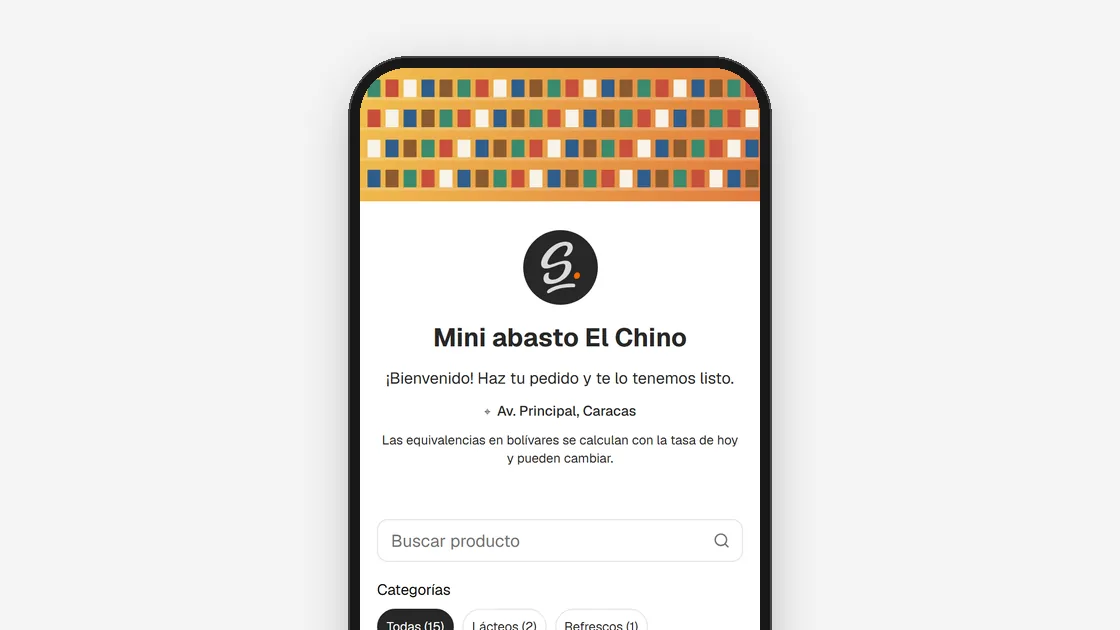 S.
Mini abasto El Chino
¡Bienvenido! Haz tu pedido y te lo tenemos listo.
Av. Principal, Caracas
Las equivalencias en bolívares se calculan con la tasa de hoy
y pueden cambiar.
Buscar producto
Categorías
Todas (15) Lácteos (2) Refrescos (1)